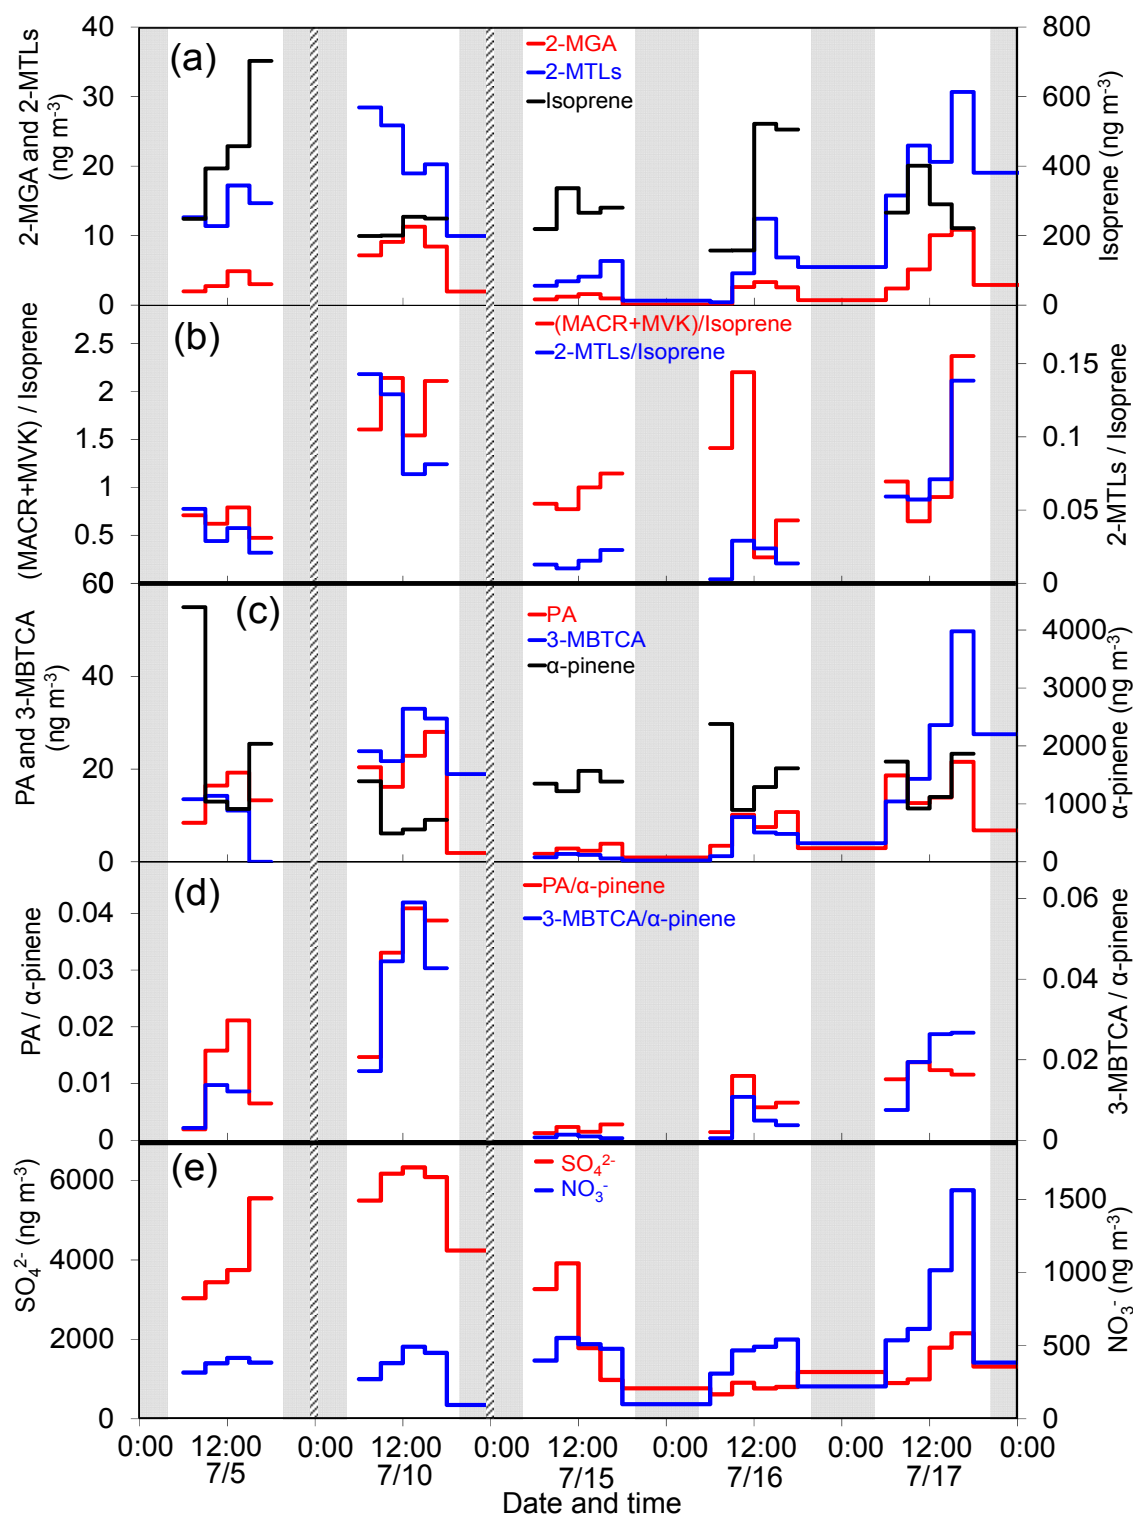 (a)
2-MGA
2-MTLs
Isoprene
2-MGA and 2-MTLs
(ng m-3)
40
30
20
10
0
800
600
400
200
0
Isoprene (ng m-3)
(b)
(MACR+MVK)/Isoprene
2-MTLs/Isoprene
(MACR+MVK) / Isoprene
2.5
2
1.5
1
0.5
0
0.15
0.1
0.05
0
2-MTLs / Isoprene
(c)
PA
3-MBTCA
α-pinene
PA and 3-MBTCA
(ng m-3)
60
40
20
0
4000
3000
2000
1000
0
α-pinene (ng m-3)
(d)
PA/α-pinene
3-MBTCA/α-pinene
PA / α-pinene
0.04
0.03
0.02
0.01
0
0.06
0.04
0.02
0
3-MBTCA / α-pinene
(e)
SO42-
NO3-
SO42- (ng m-3)
6000
4000
2000
0
1500
1000
500
0
NO3- (ng m-3)
0:00 12:00 0:00 12:00 0:00 12:00 0:00 12:00 0:00 12:00 0:00
7/5 7/10 7/15 7/16 7/17
Date and time